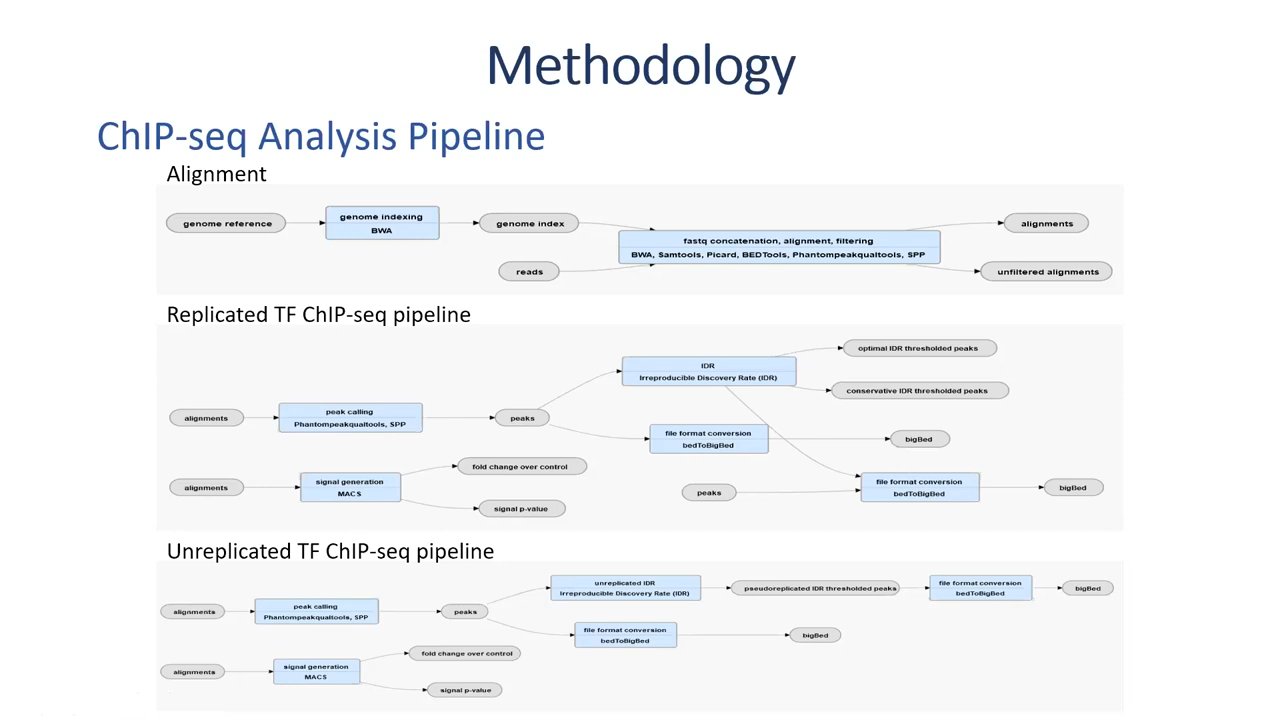 Methodology
ChIP-seq Analysis Pipeline
Alignment
genome reference
genome indexing
BWA
genome index
reads
fastq concatenation, alignment, filtering
BWA, Samtools, Picard, BEDTools, Phantompeakqualtools, SPP
alignments
unfiltered alignments
Replicated TF ChIP-seq pipeline
alignments
peak calling
Phantompeakqualtools, SPP
peaks
IDR
Irreproducible Discovery Rate (IDR)
optimal IDR thresholded peaks
conservative IDR thresholded peaks
file format conversion
bedToBigBed
bigBed
alignments
signal generation
MACS
fold change over control
signal p-value
peaks
file format conversion
bedToBigBed
bigBed
Unreplicated TF ChIP-seq pipeline
alignments
peak calling
Phantompeakqualtools, SPP
peaks
unreplicated IDR
Irreproducible Discovery Rate (IDR)
pseudoreplicated IDR thresholded peaks
file format conversion
bedToBigBed
bigBed
file format conversion
bedToBigBed
bigBed
alignments
signal generation
MACS
fold change over control
signal p-value